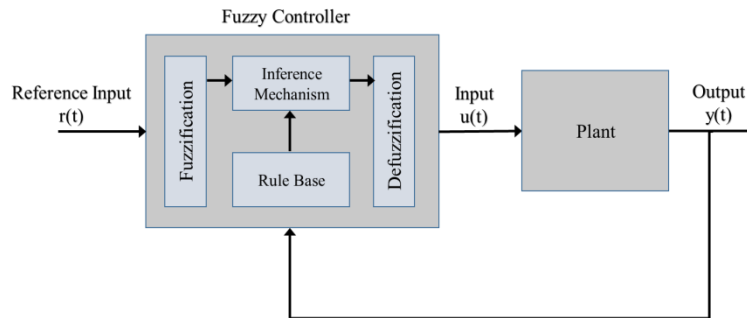 Fuzzy Controller
Reference Input
r(t)
Fuzzification
Inference
Mechanism
Rule Base
Defuzzification
Input
u(t)
Plant
Output
y(t)